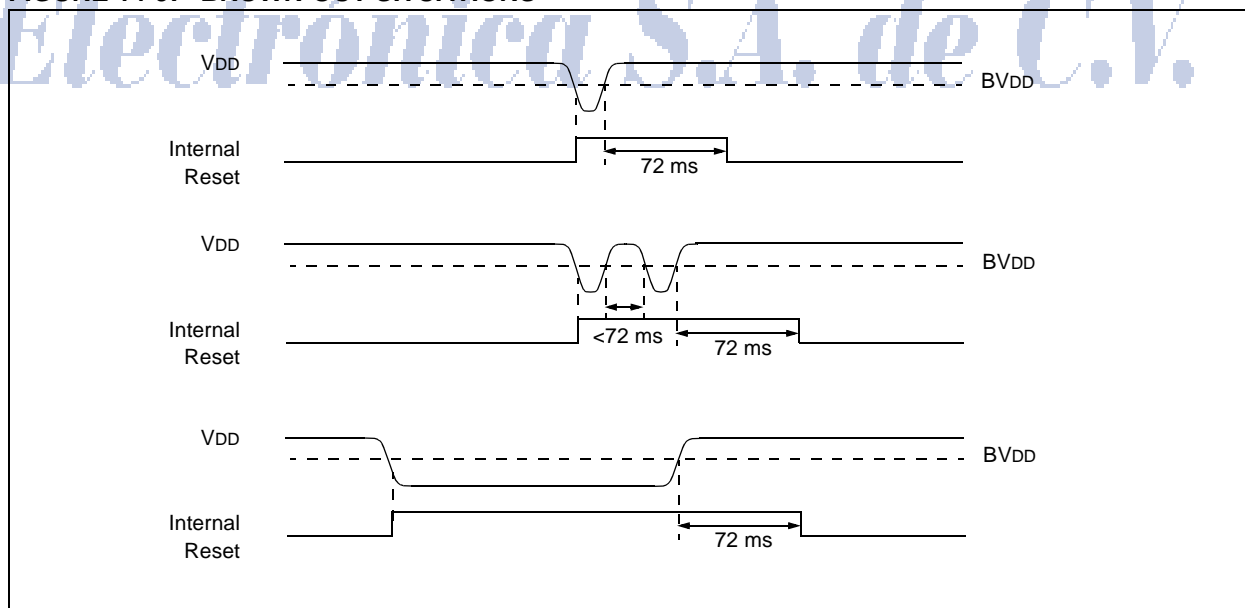 Electrónica S.A. de C.V.
VDD
BVDD
Internal
Reset
72 ms
VDD
BVDD
Internal
Reset
<72 ms
72 ms
VDD
BVDD
Internal
Reset
72 ms